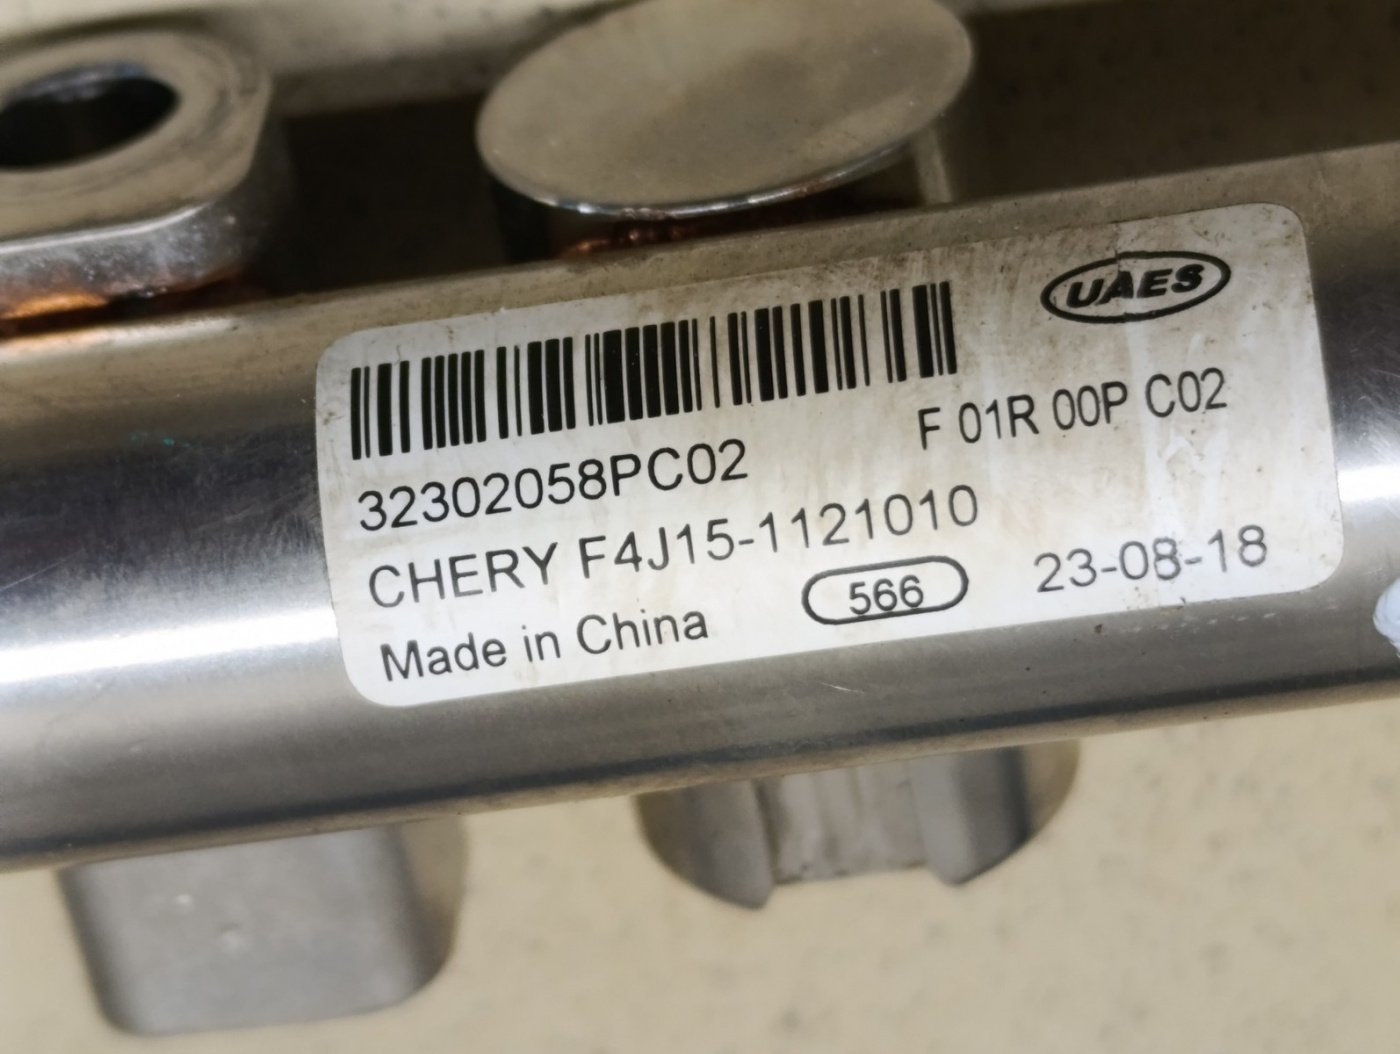 UAES
F 01R 00P C02
32302058PC02
CHERY F4J15-1121010
Made in China 566 23-08-18